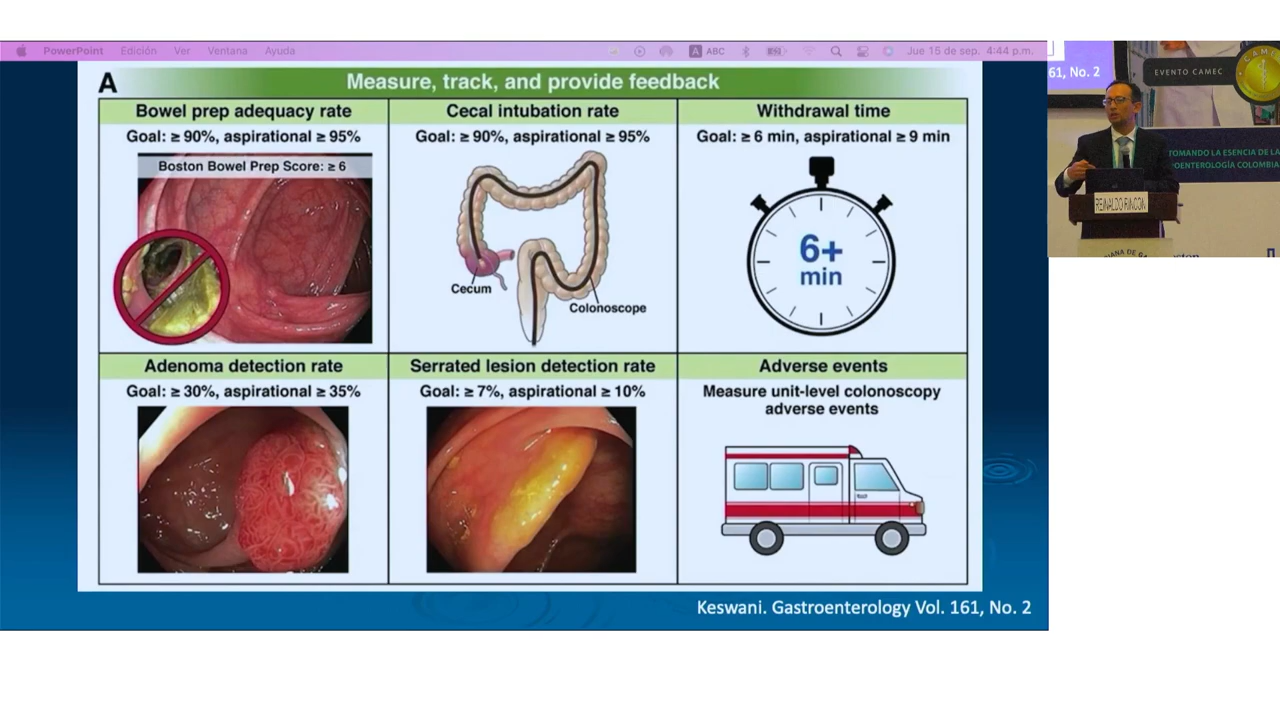 PowerPoint Edición Ver Ventana Ayuda
ABC
Jue 15 de sep. 4:44 p.m.
A
Measure, track, and provide feedback
Bowel prep adequacy rate
Goal: ≥ 90%, aspirational ≥ 95%
Boston Bowel Prep Score: ≥ 6
Cecal intubation rate
Goal: ≥ 90%, aspirational ≥ 95%
Cecum
Colonoscope
Withdrawal time
Goal: ≥ 6 min, aspirational ≥ 9 min
6+
min
Adenoma detection rate
Goal: ≥ 30%, aspirational ≥ 35%
Serrated lesion detection rate
Goal: ≥ 7%, aspirational ≥ 10%
Adverse events
Measure unit-level colonoscopy
adverse events
Keswani. Gastroenterology Vol. 161, No. 2
61, No. 2
EVENTO CAMEC
CAMEC
TOMANDO LA ESENCIA DE LA
OENTEROLOGÍA COLOMBIA
REINALDO RINCÓN
IANA DE GA